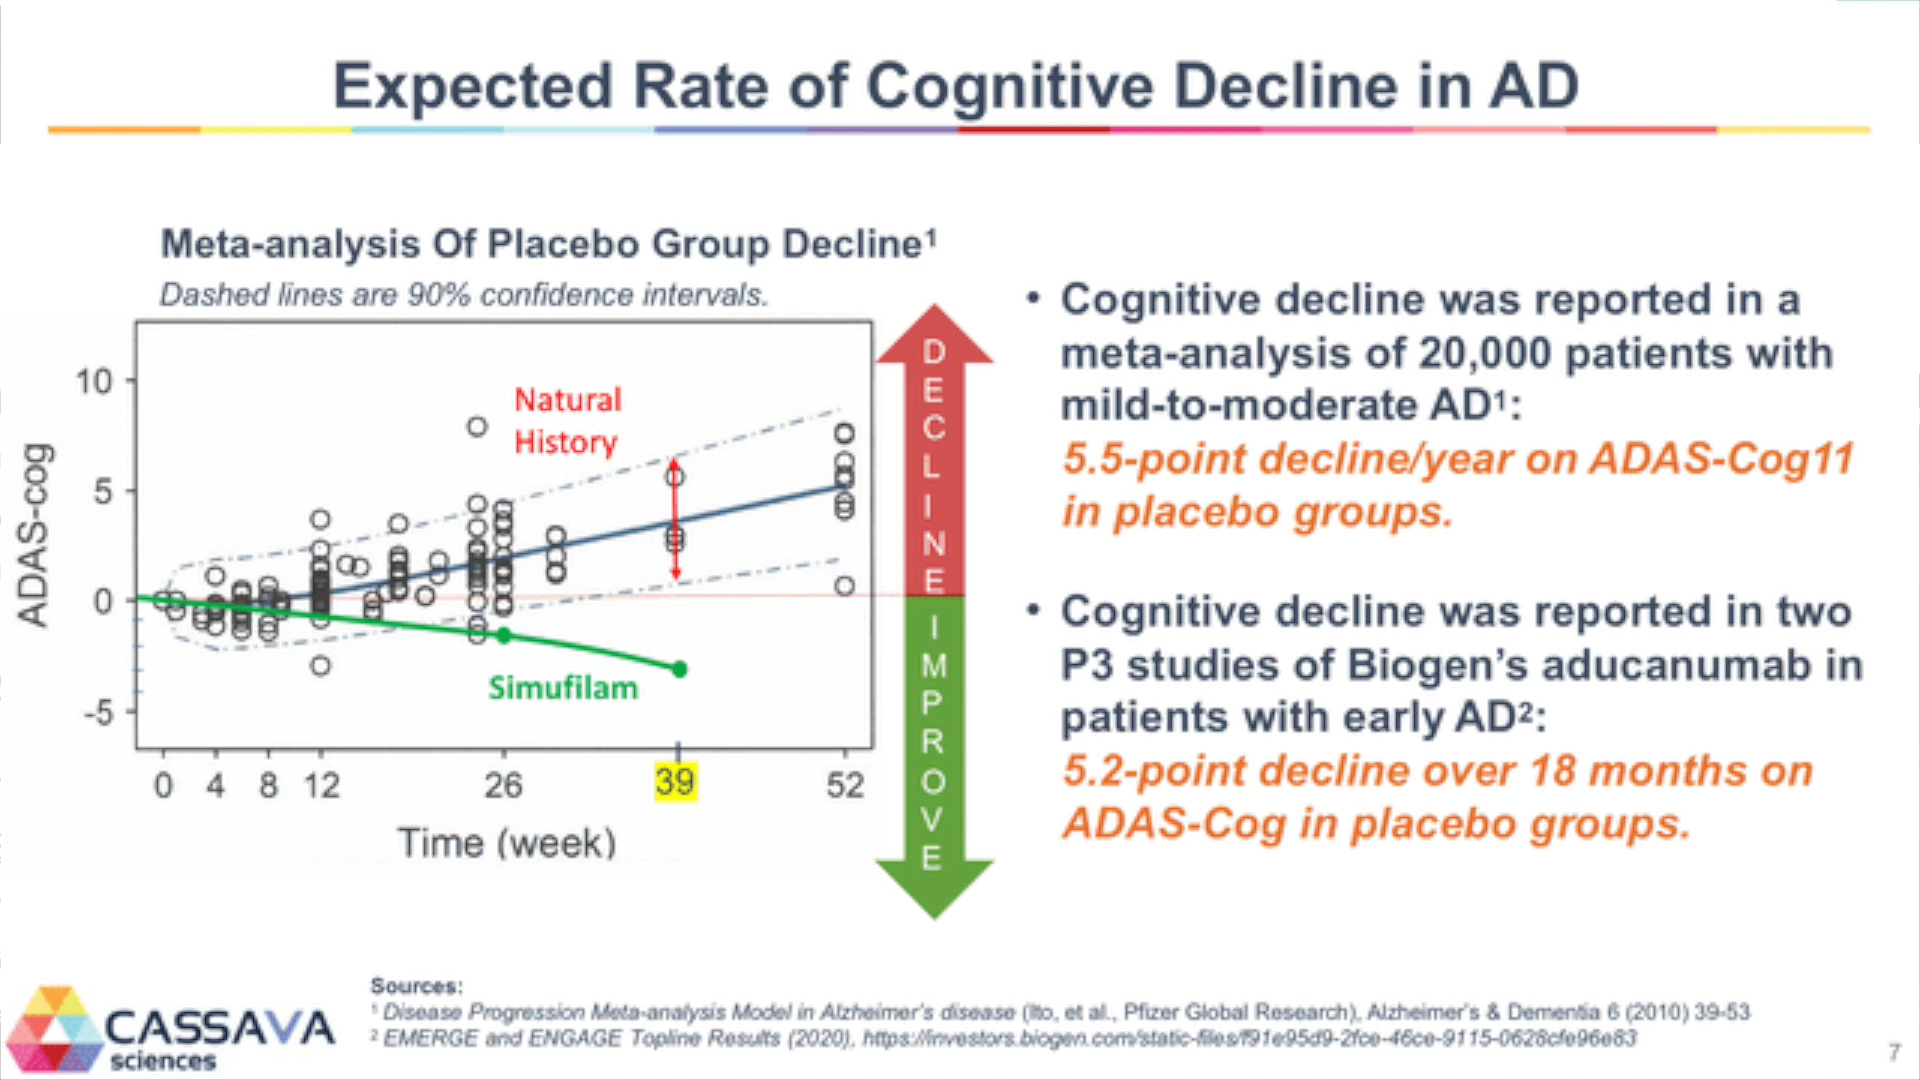 Expected Rate of Cognitive Decline in AD
Meta-analysis Of Placebo Group Decline¹
Dashed lines are 90% confidence intervals.
10
5
0
-5
ADAS-cog
Natural
History
Simufilam
0 4 8 12 26 39 52
Time (week)
DECLINE
IMPROVE
• Cognitive decline was reported in a
meta-analysis of 20,000 patients with
mild-to-moderate AD¹:
5.5-point decline/year on ADAS-Cog11
in placebo groups.
• Cognitive decline was reported in two
P3 studies of Biogen’s aducanumab in
patients with early AD²:
5.2-point decline over 18 months on
ADAS-Cog in placebo groups.
CASSAVA
sciences
Sources:
¹ Disease Progression Meta-analysis Model in Alzheimer’s disease (Ito, et al., Pfizer Global Research), Alzheimer’s & Dementia 6 (2010) 39-53
² EMERGE and ENGAGE Topline Results (2020), https://investors.biogen.com/static-files/f91e95d9-2fce-46ce-9115-0628cfe96e83
7